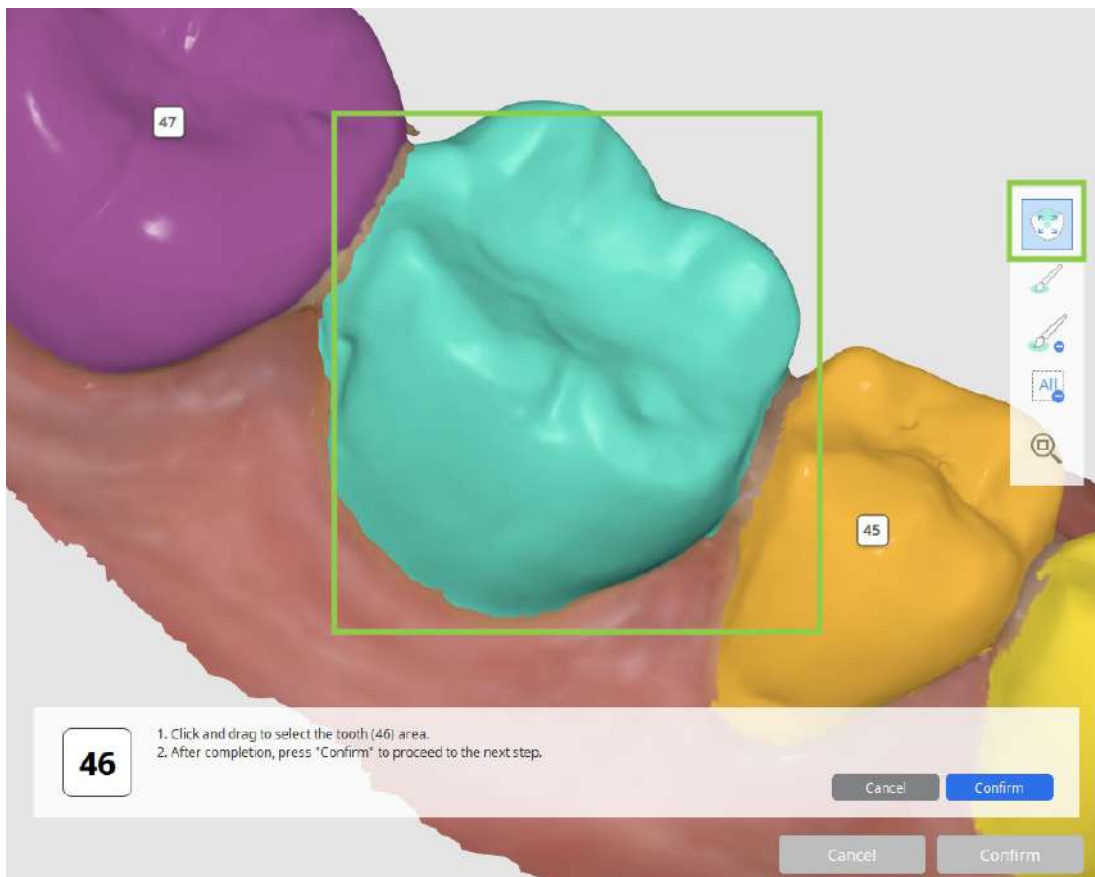 47
All
45
46
1. Click and drag to select the tooth (46) area.
2. After completion, press "Confirm" to proceed to the next step.
Cancel
Confirm
Cancel
Confirm